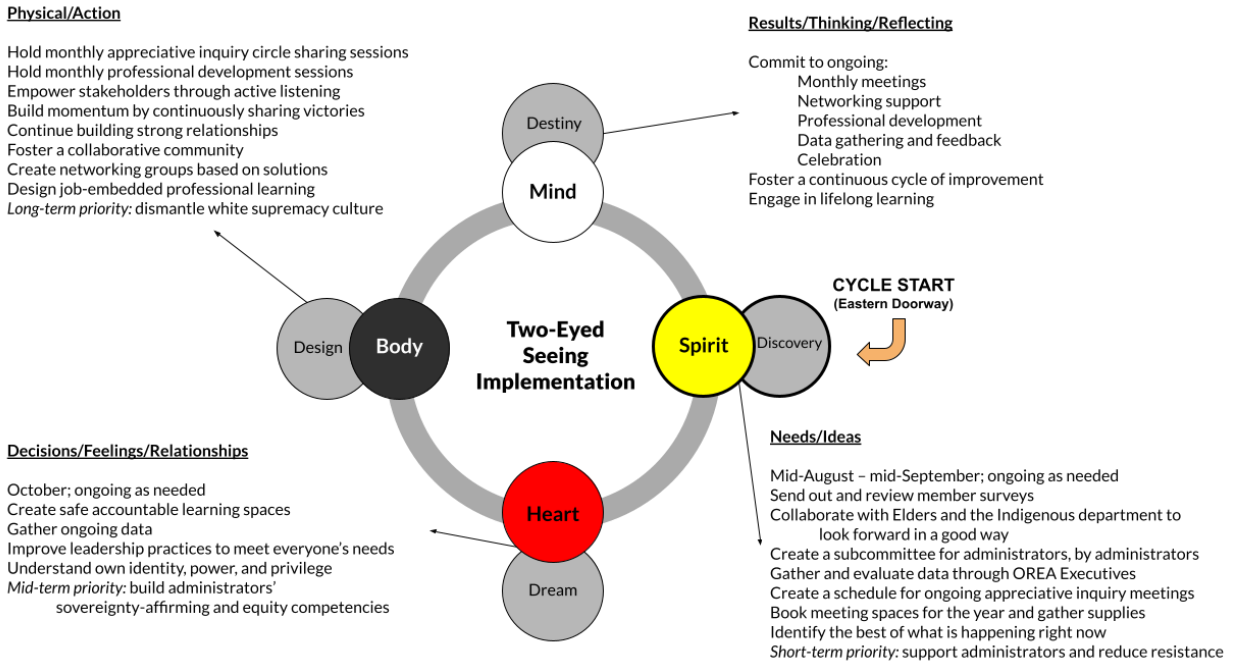 Physical/Action
Hold monthly appreciative inquiry circle sharing sessions
Hold monthly professional development sessions
Empower stakeholders through active listening
Build momentum by continuously sharing victories
Continue building strong relationships
Foster a collaborative community
Create networking groups based on solutions
Design job-embedded professional learning
Long-term priority: dismantle white supremacy culture
Results/Thinking/Reflecting
Commit to ongoing:
Monthly meetings
Networking support
Professional development
Data gathering and feedback
Celebration
Foster a continuous cycle of improvement
Engage in lifelong learning
Destiny
Mind
CYCLE START
(Eastern Doorway)
Design
Body
Two-Eyed
Seeing
Implementation
Spirit
Discovery
Decisions/Feelings/Relationships
October; ongoing as needed
Create safe accountable learning spaces
Gather ongoing data
Improve leadership practices to meet everyone's needs
Understand own identity, power, and privilege
Mid-term priority: build administrators'
sovereignty-affirming and equity competencies
Heart
Dream
Needs/Ideas
Mid-August – mid-September; ongoing as needed
Send out and review member surveys
Collaborate with Elders and the Indigenous department to
look forward in a good way
Create a subcommittee for administrators, by administrators
Gather and evaluate data through OREA Executives
Create a schedule for ongoing appreciative inquiry meetings
Book meeting spaces for the year and gather supplies
Identify the best of what is happening right now
Short-term priority: support administrators and reduce resistance